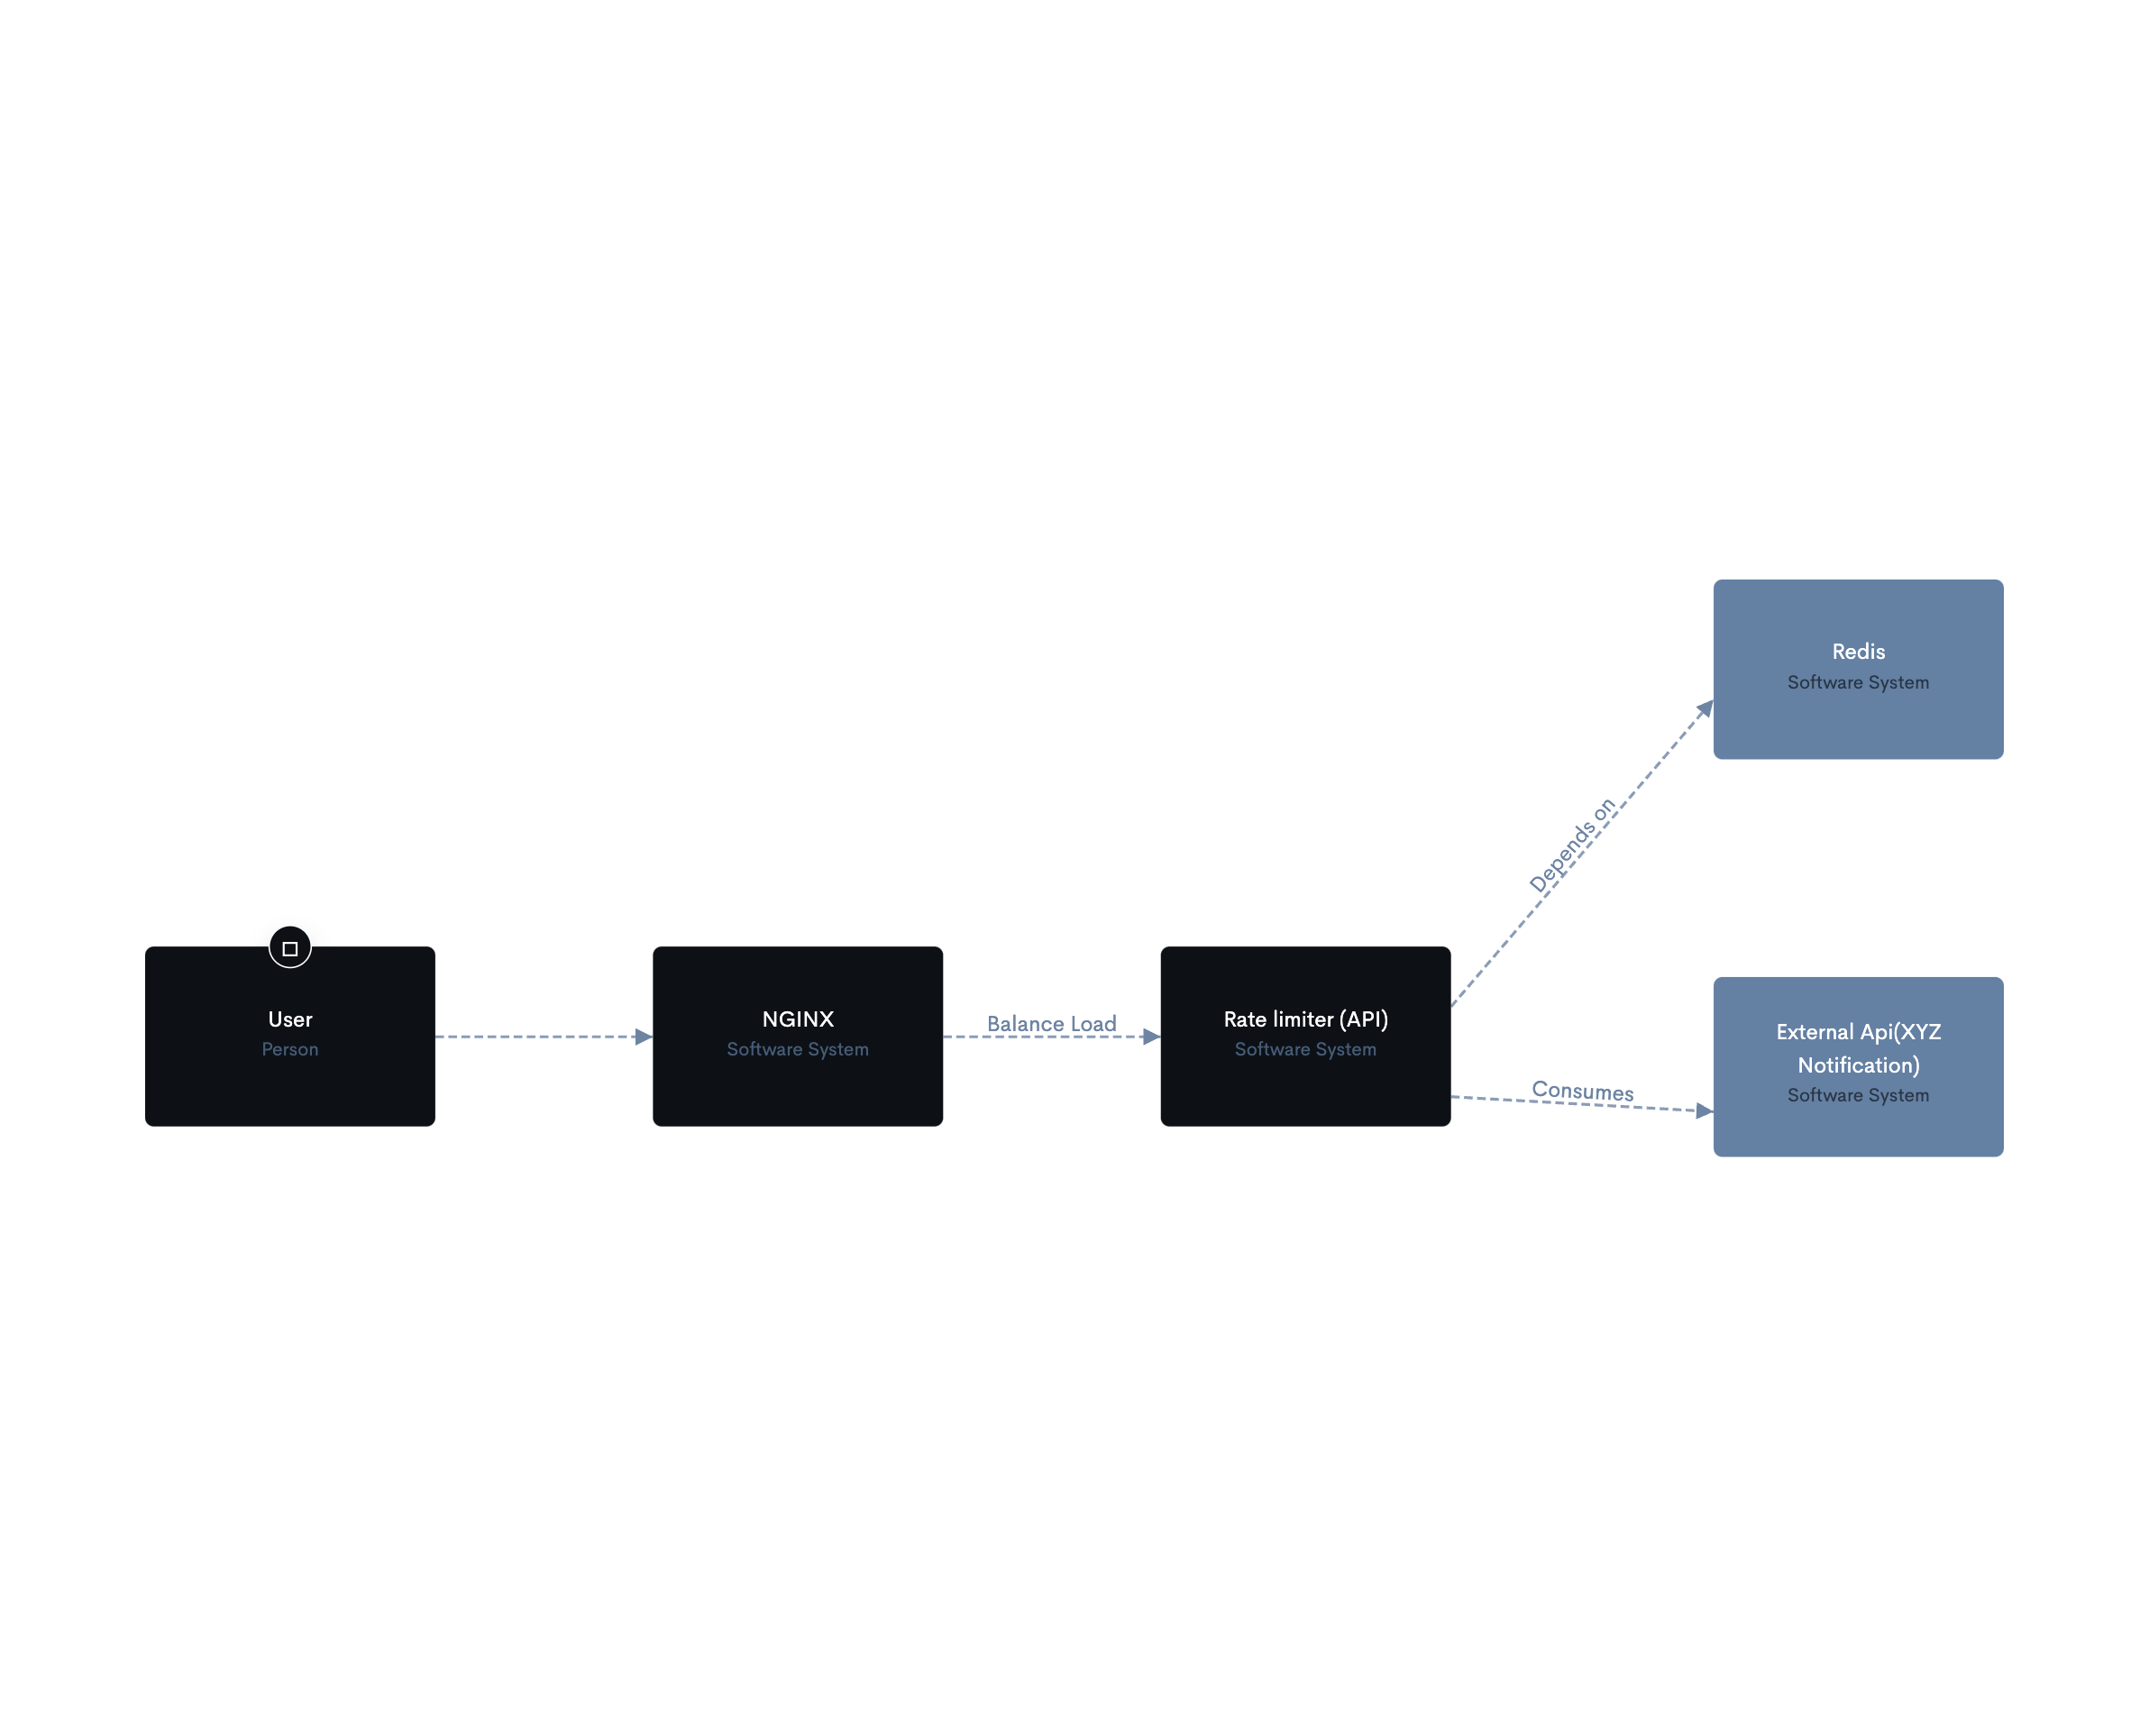 Redis
Software System
Depends on
User
Person
NGINX
Software System
Balance Load
Rate limiter (API)
Software System
Consumes
External Api(XYZ
Notification)
Software System